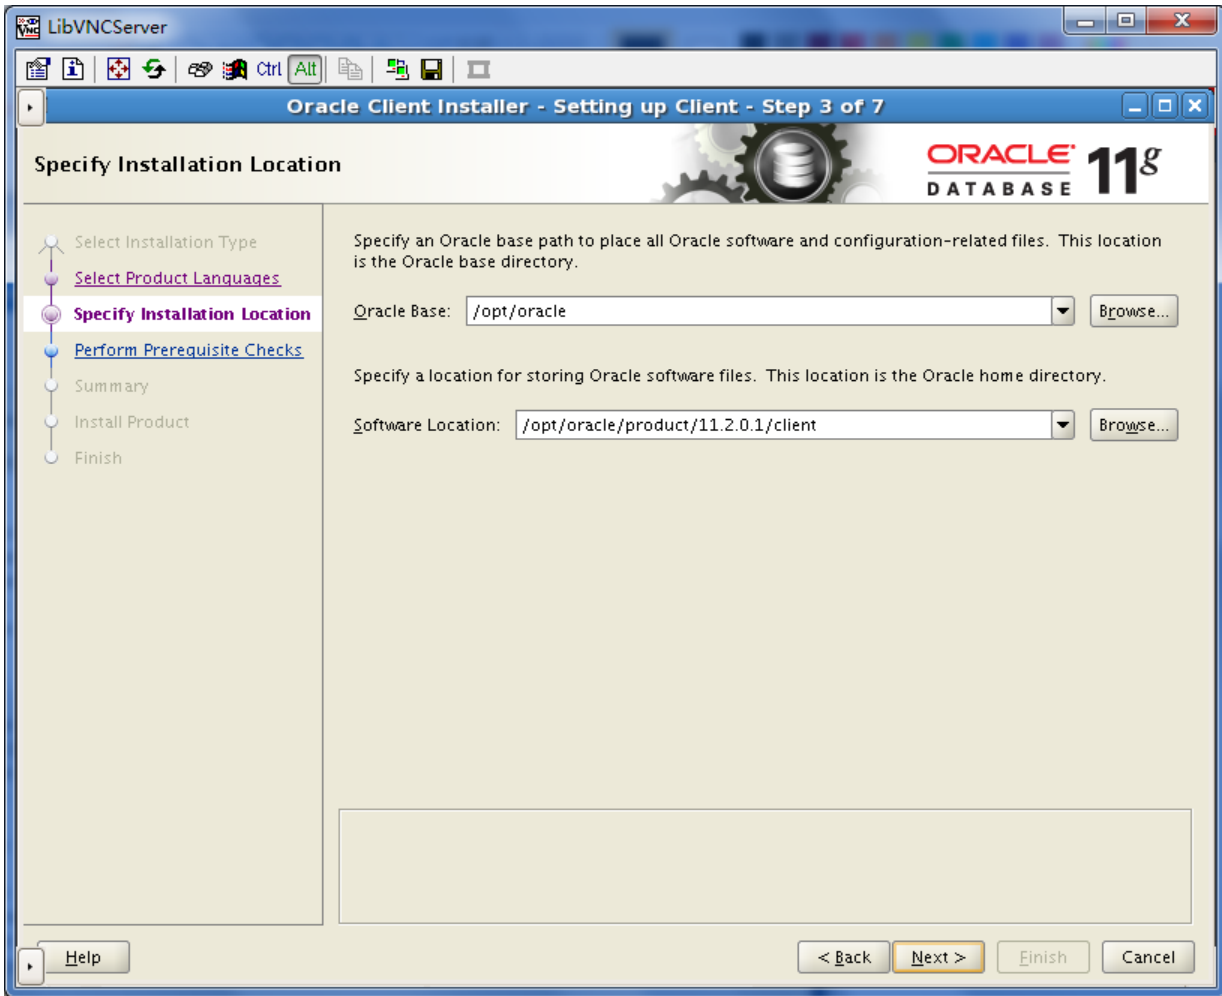 LibVNCServer
Ctrl Alt
Oracle Client Installer - Setting up Client - Step 3 of 7
Specify Installation Location
ORACLE
DATABASE
11g
Select Installation Type
Select Product Languages
Specify Installation Location
Perform Prerequisite Checks
Summary
Install Product
Finish
Specify an Oracle base path to place all Oracle software and configuration-related files. This location
is the Oracle base directory.
Oracle Base: /opt/oracle Browse...
Specify a location for storing Oracle software files. This location is the Oracle home directory.
Software Location: /opt/oracle/product/11.2.0.1/client Browse...
Help < Back Next > Finish Cancel